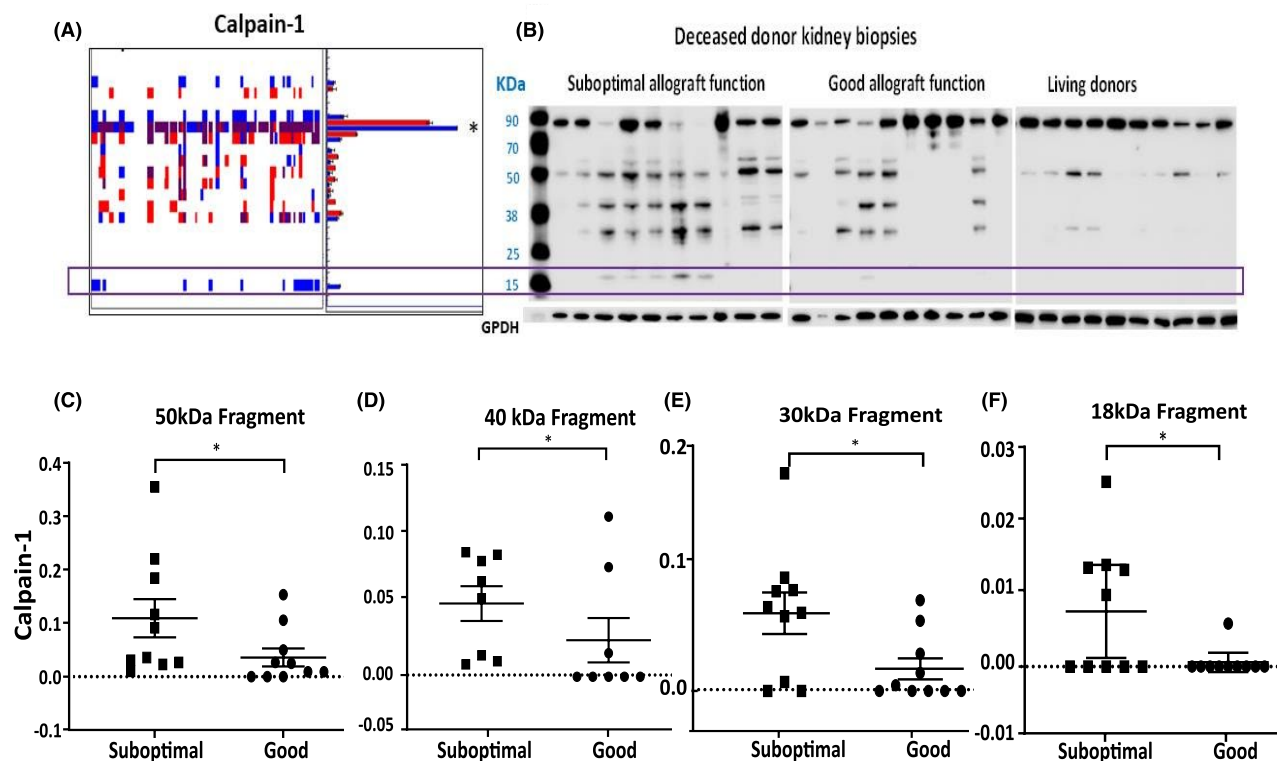 (A)
Calpain-1
*
(B)
Deceased donor kidney biopsies
KDa
Suboptimal allograft function
Good allograft function
Living donors
90
70
50
38
25
15
GPDH
(C)
50kDa Fragment
*
Calpain-1
0.4
0.3
0.2
0.1
0.0
-0.1
Suboptimal
Good
(D)
40 kDa Fragment
*
0.15
0.10
0.05
0.00
-0.05
Suboptimal
Good
(E)
30kDa Fragment
*
0.2
0.1
0.0
Suboptimal
Good
(F)
18kDa Fragment
*
0.03
0.02
0.01
0.00
-0.01
Suboptimal
Good